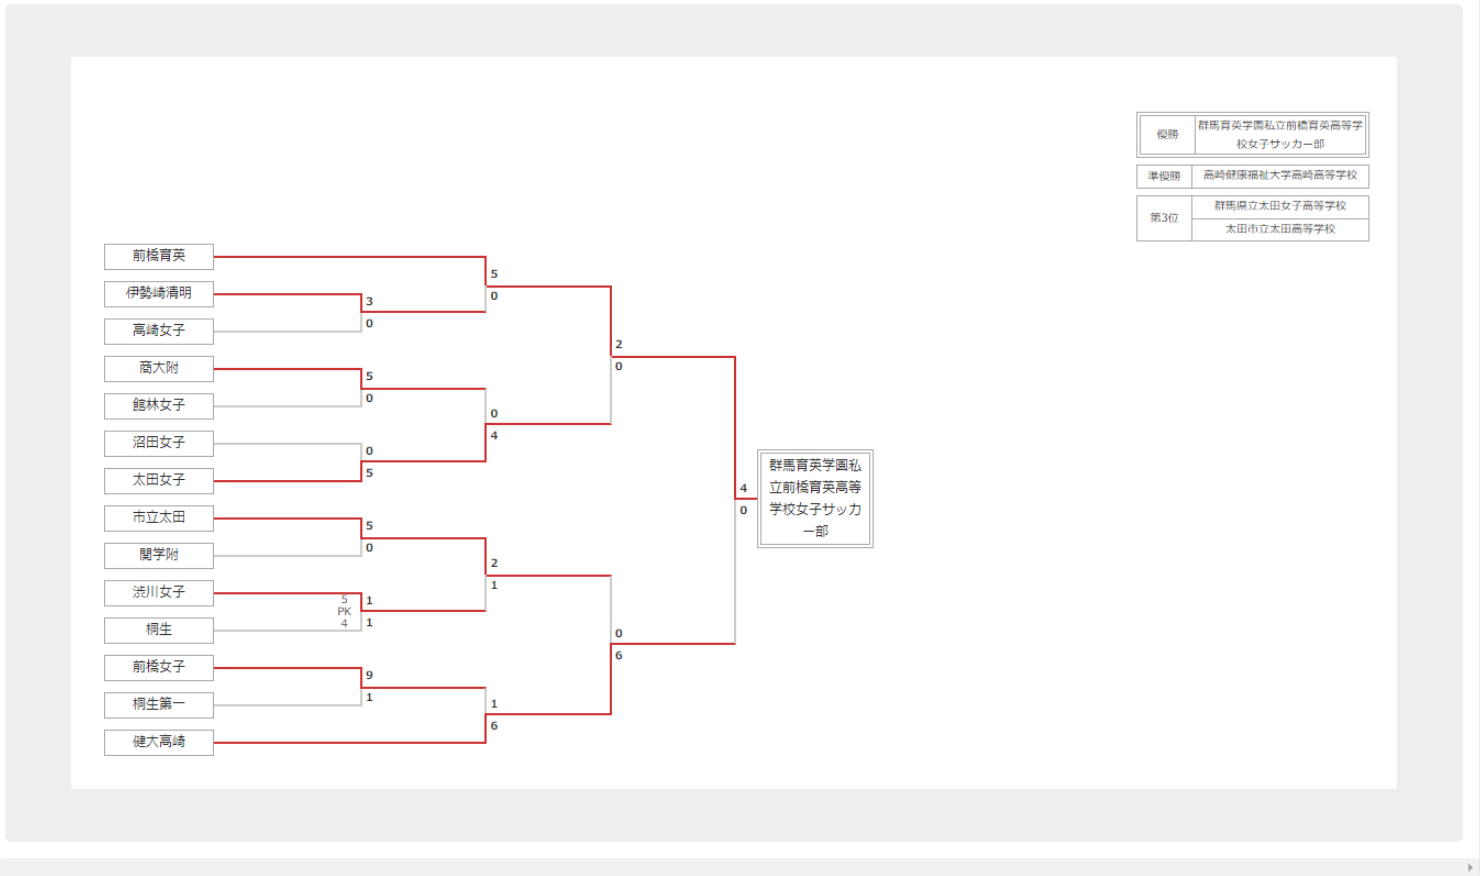 優勝
群馬育英学園私立前橋育英高等学
校女子サッカー部
準優勝
高崎健康福祉大学高崎高等学校
第3位
群馬県立太田女子高等学校
太田市立太田高等学校
前橋育英
伊勢崎清明
高崎女子
商大附
館林女子
沼田女子
太田女子
市立太田
関学附
渋川女子
桐生
前橋女子
桐生第一
健大高崎
3
0
5
0
0
5
5
0
5
PK
4
1
1
9
1
5
0
0
4
2
1
1
6
2
0
0
6
4
0
群馬育英学園私
立前橋育英高等
学校女子サッカ
ー部